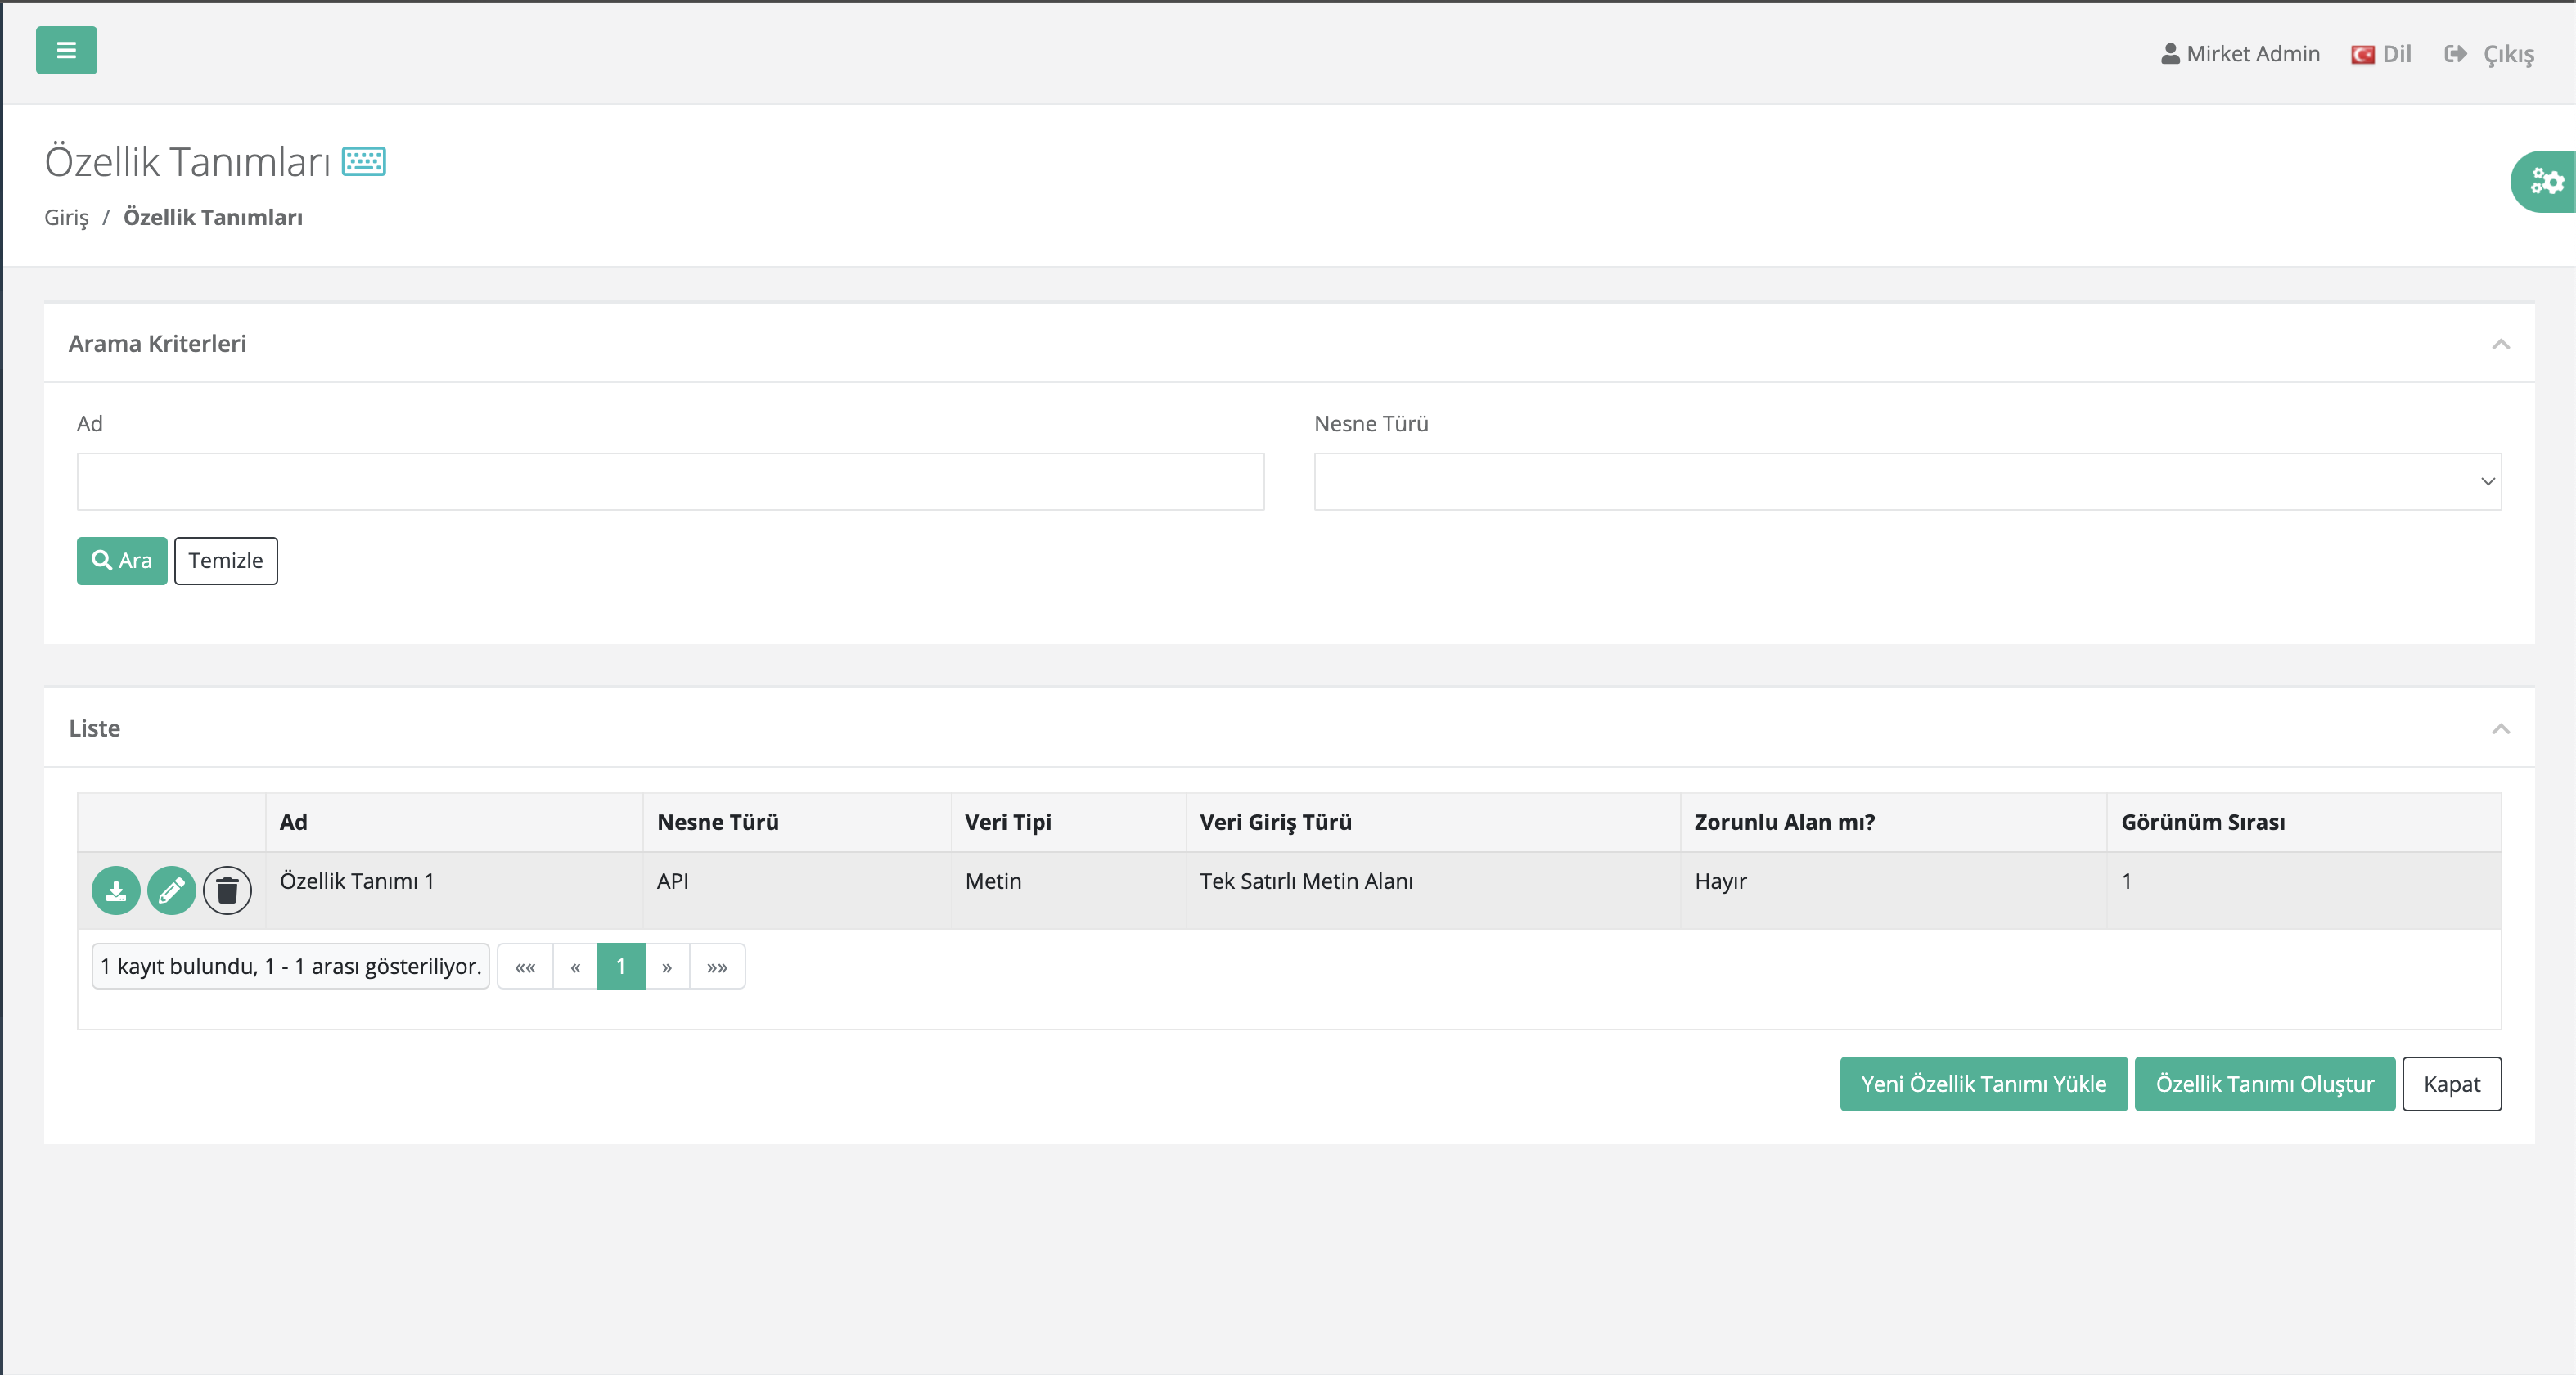 Mirket Admin Dil Çıkış
Özellik Tanımları
Giriş / Özellik Tanımları
Arama Kriterleri
Ad Nesne Türü
Ara Temizle
Liste
Ad Nesne Türü Veri Tipi Veri Giriş Türü Zorunlu Alan mı? Görünüm Sırası
Özellik Tanımı 1 API Metin Tek Satırlı Metin Alanı Hayır 1
1 kayıt bulundu, 1 - 1 arası gösteriliyor. «« « 1 » »»
Yeni Özellik Tanımı Yükle Özellik Tanımı Oluştur Kapat